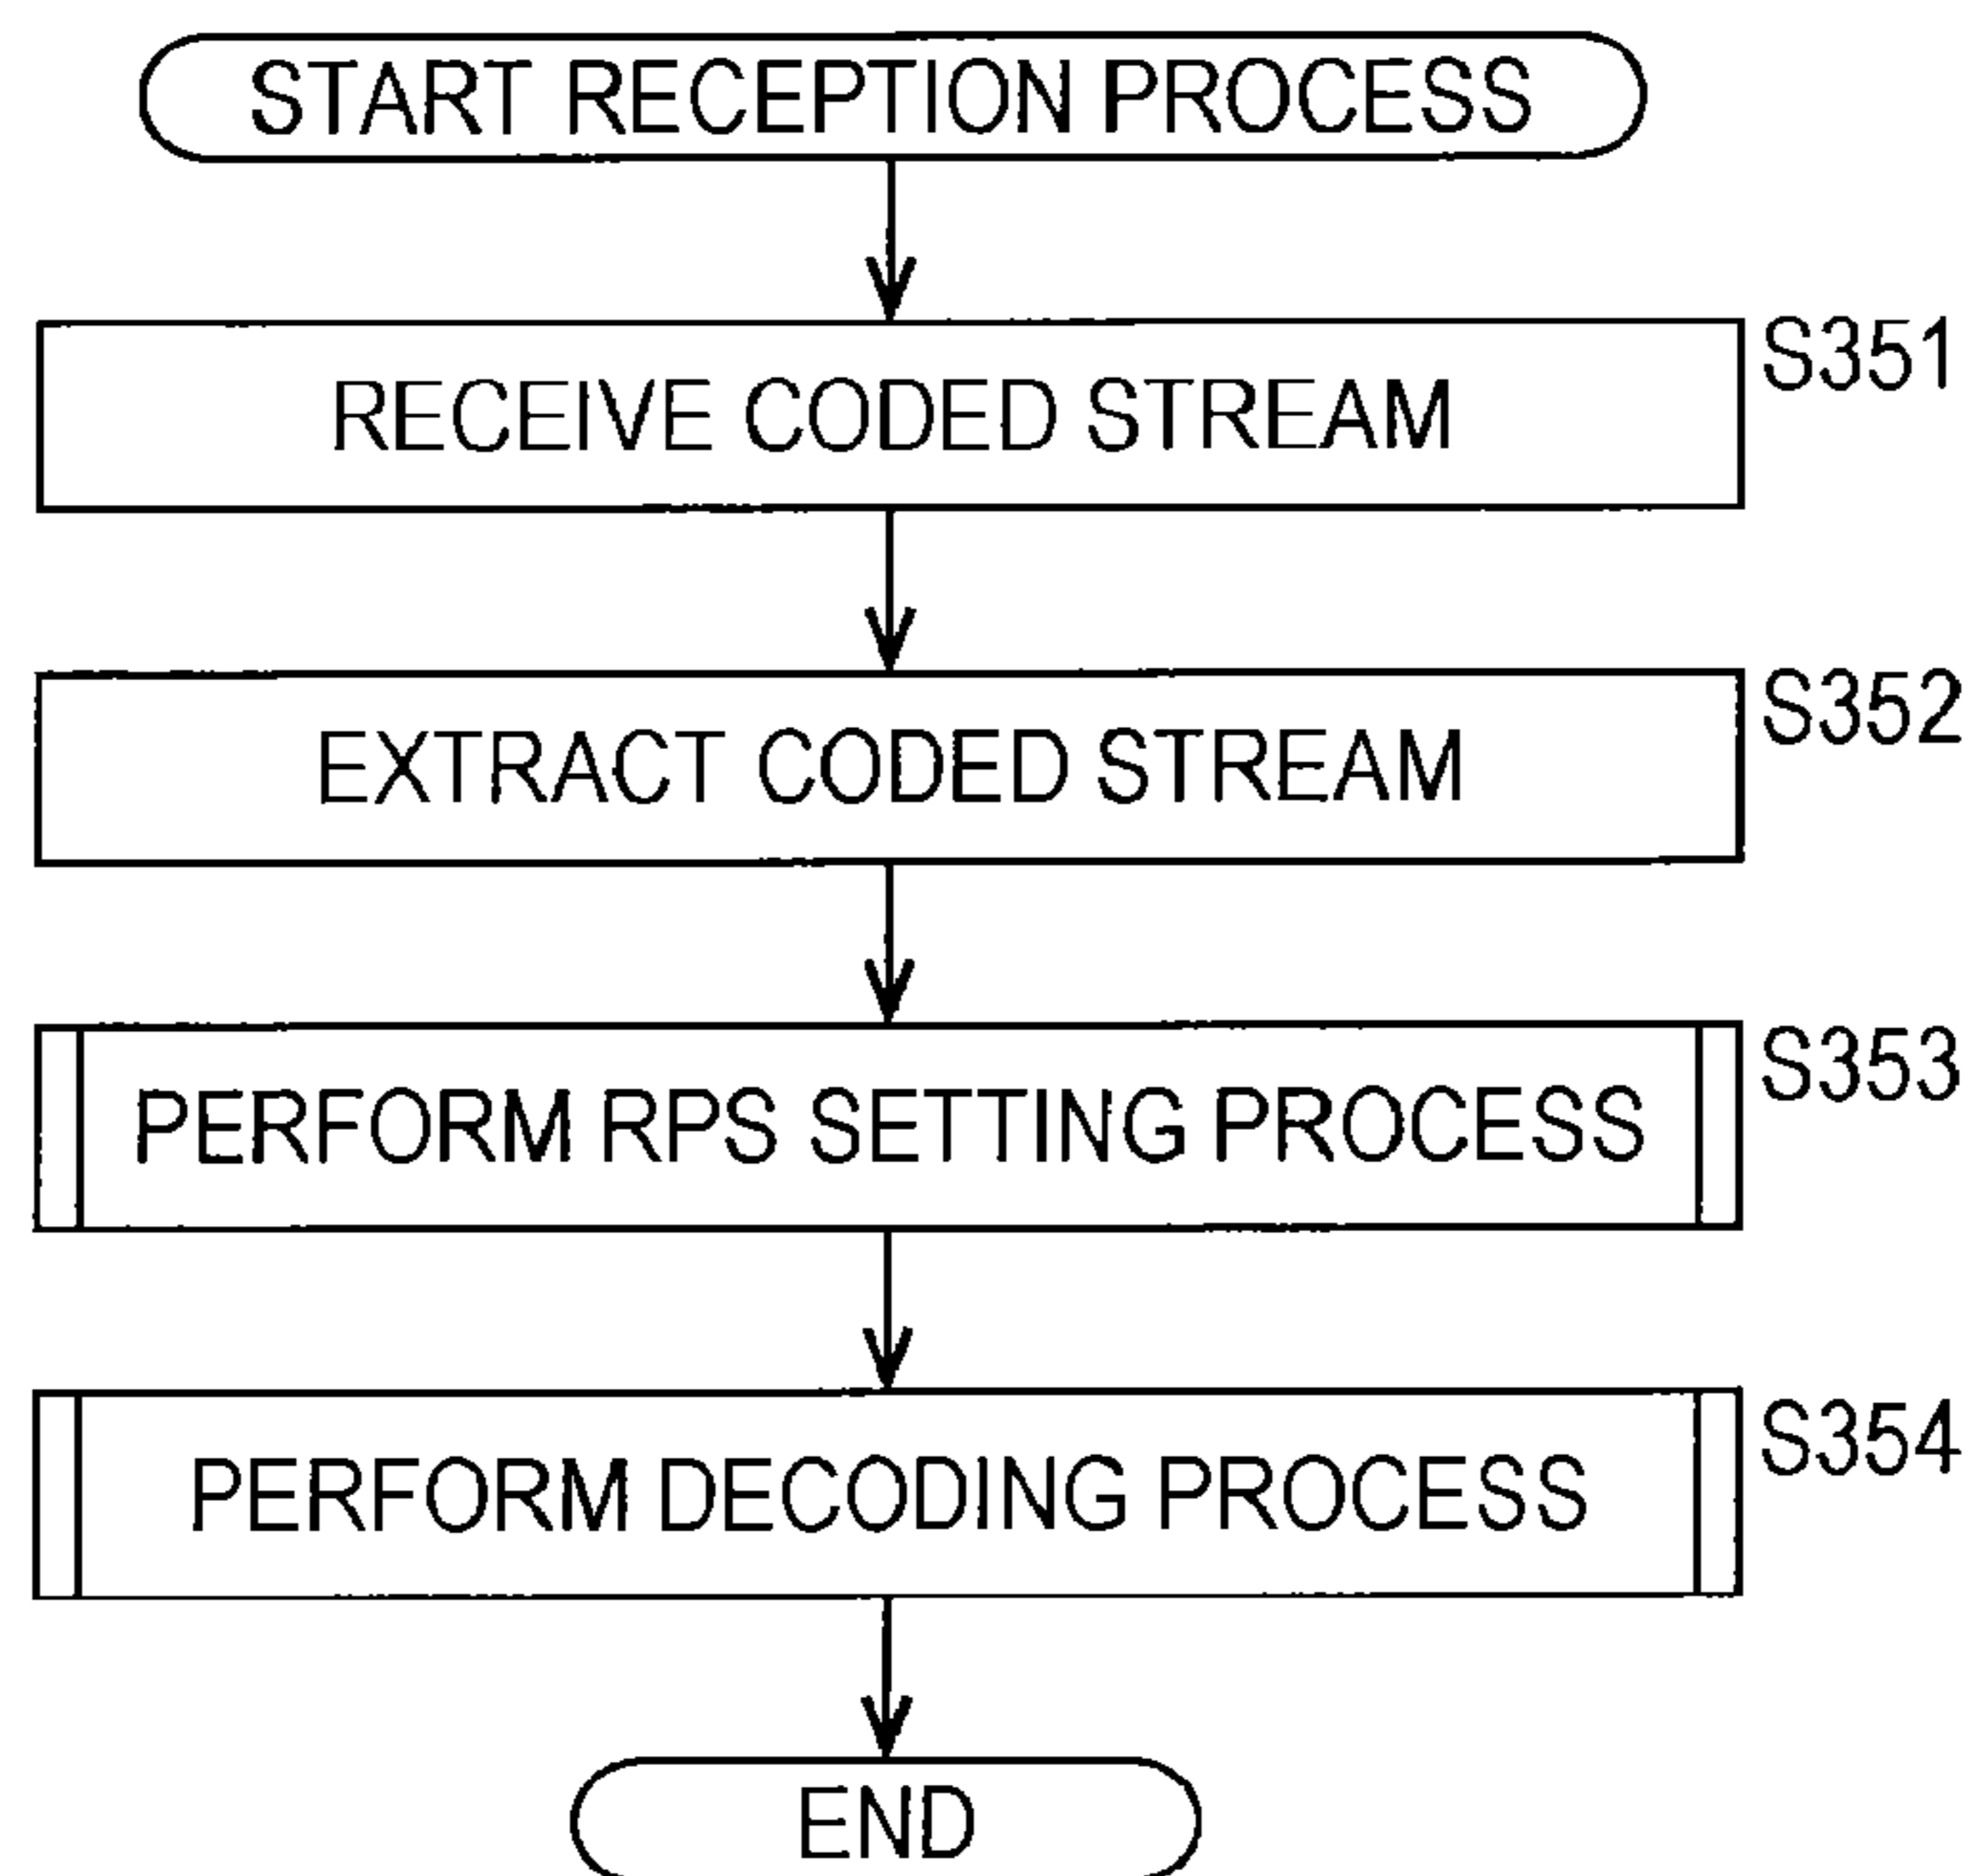 START RECEPTION PROCESS
RECEIVE CODED STREAM
S351
EXTRACT CODED STREAM
S352
PERFORM RPS SETTING PROCESS
S353
PERFORM DECODING PROCESS
S354
END